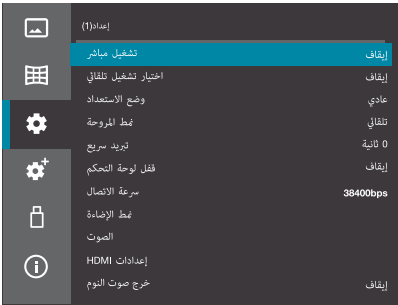 إعداد(1)
تشغيل مباشر إيقاف
اختيار تشغيل تلقائي إيقاف
وضع الاستعداد عادي
نمط المروحة تلقائي
تبريد سريع 0 ثانية
قفل لوحة التحكم إيقاف
سرعة الاتصال 38400bps
نمط الإضاءة
الصوت
إعدادات HDMI
خرج صوت النوم إيقاف